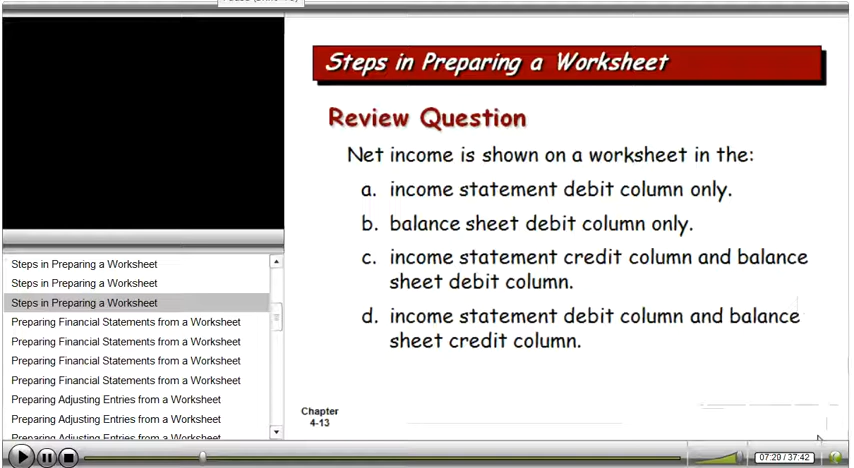 Steps in Preparing a Worksheet
Review Question
Net income is shown on a worksheet in the:
a. income statement debit column only.
b. balance sheet debit column only.
c. income statement credit column and balance
sheet debit column.
d. income statement debit column and balance
sheet credit column.
Chapter
4-13
Steps in Preparing a Worksheet
Steps in Preparing a Worksheet
Steps in Preparing a Worksheet
Preparing Financial Statements from a Worksheet
Preparing Financial Statements from a Worksheet
Preparing Financial Statements from a Worksheet
Preparing Financial Statements from a Worksheet
Preparing Adjusting Entries from a Worksheet
Preparing Adjusting Entries from a Worksheet
07:20 / 37:42